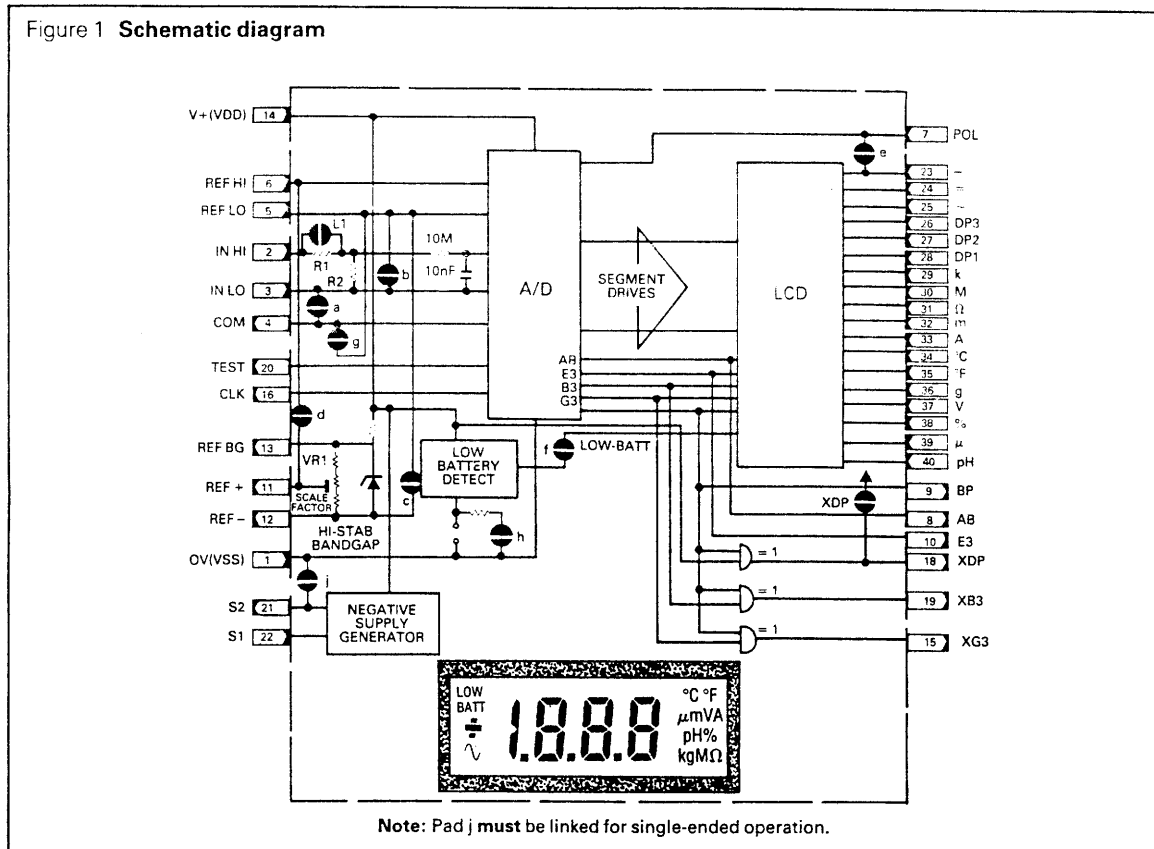 Figure 1 Schematic diagram
V+(VDD) 14
REF HI 6
REF LO 5
IN HI 2
IN LO 3
COM 4
TEST 20
CLK 16
REF BG 13
REF + 11
REF − 12
OV(VSS) 1
S2 21
S1 22
L1
R1
R2
10M
10nF
a
b
g
d
VR1
SCALE
FACTOR
HI-STAB
BANDGAP
c
j
h
f
LOW
BATTERY
DETECT
LOW-BATT
NEGATIVE
SUPPLY
GENERATOR
A/D
AB
E3
B3
G3
SEGMENT
DRIVES
LCD
e
XDP
= 1
= 1
= 1
7 POL
23 −
24 =
25 ~
26 DP3
27 DP2
28 DP1
29 k
30 M
31 Ω
32 m
33 A
34 °C
35 °F
36 g
37 V
38 %
39 μ
40 pH
9 BP
8 AB
10 E3
18 XDP
19 XB3
15 XG3
LOW
BATT
1.8.8.8
°C °F
μmVA
pH%
kgMΩ
Note: Pad j must be linked for single-ended operation.